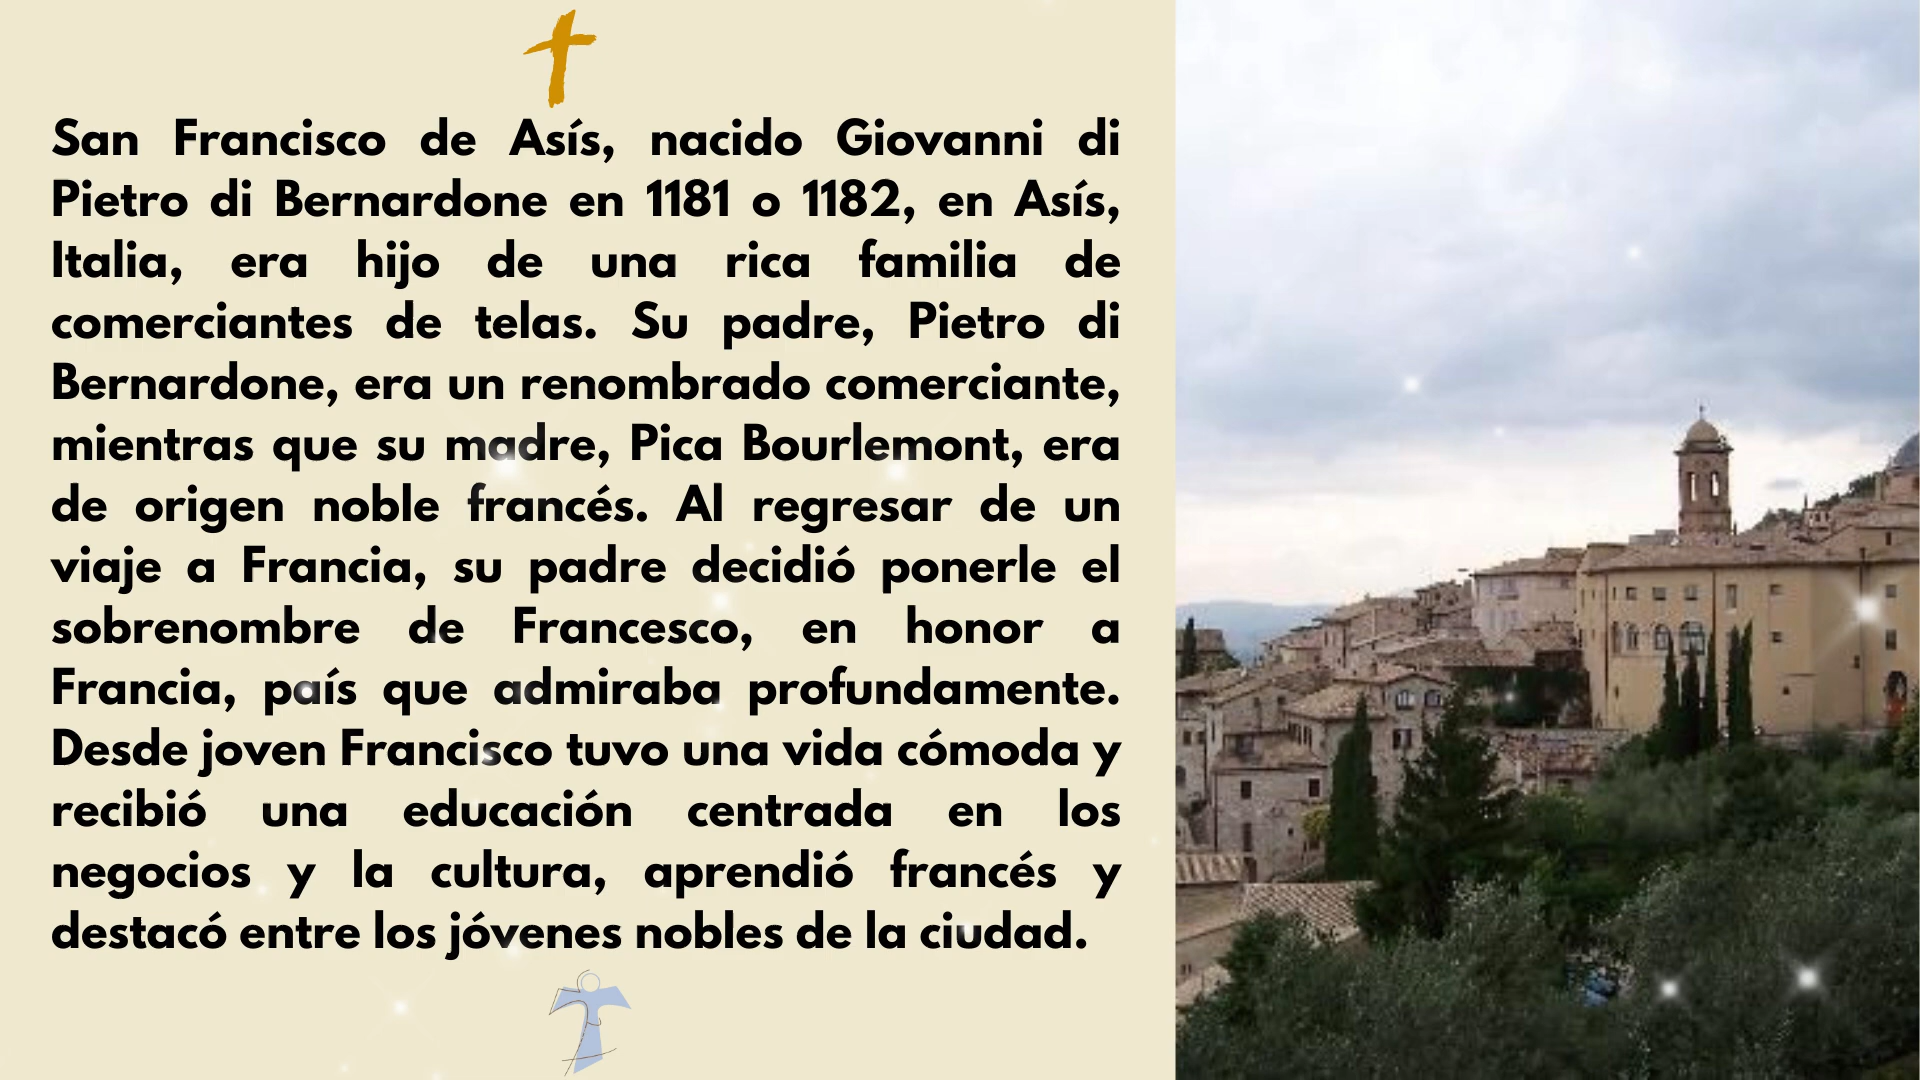 San Francisco de Asís, nacido Giovanni di
Pietro di Bernardone en 1181 o 1182, en Asís,
Italia, era hijo de una rica familia de
comerciantes de telas. Su padre, Pietro di
Bernardone, era un renombrado comerciante,
mientras que su madre, Pica Bourlemont, era
de origen noble francés. Al regresar de un
viaje a Francia, su padre decidió ponerle el
sobrenombre de Francesco, en honor a
Francia, país que admiraba profundamente.
Desde joven Francisco tuvo una vida cómoda y
recibió una educación centrada en los
negocios y la cultura, aprendió francés y
destacó entre los jóvenes nobles de la ciudad.